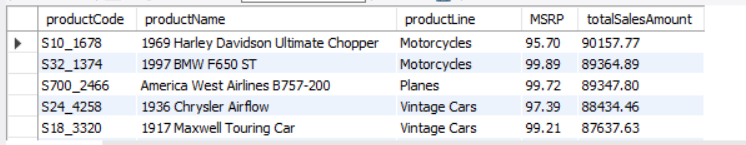 productCode productName productLine MSRP totalSalesAmount
S10_1678 1969 Harley Davidson Ultimate Chopper Motorcycles 95.70 90157.77
S32_1374 1997 BMW F650 ST Motorcycles 99.89 89364.89
S700_2466 America West Airlines B757-200 Planes 99.72 89347.80
S24_4258 1936 Chrysler Airflow Vintage Cars 97.39 88434.46
S18_3320 1917 Maxwell Touring Car Vintage Cars 99.21 87637.63